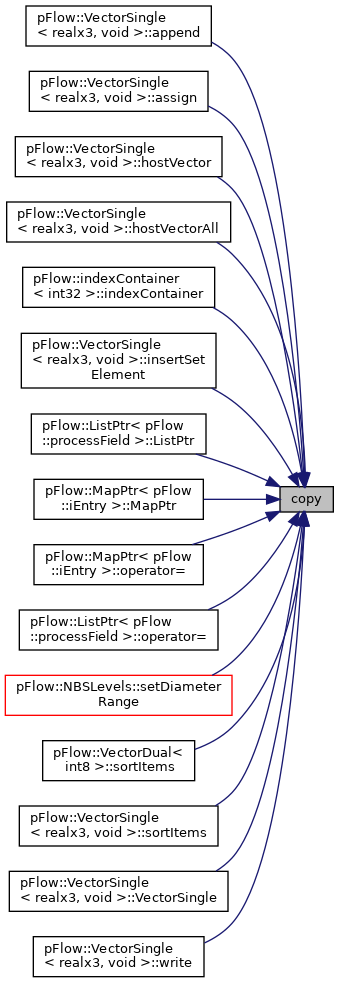 pFlow::VectorSingle
< realx3, void >::append
pFlow::VectorSingle
< realx3, void >::assign
pFlow::VectorSingle
< realx3, void >::hostVector
pFlow::VectorSingle
< realx3, void >::hostVectorAll
pFlow::indexContainer
< int32 >::indexContainer
pFlow::VectorSingle
< realx3, void >::insertSet
Element
pFlow::ListPtr< pFlow
::processField >::ListPtr
copy
pFlow::MapPtr< pFlow
::iEntry >::MapPtr
pFlow::MapPtr< pFlow
::iEntry >::operator=
pFlow::ListPtr< pFlow
::processField >::operator=
pFlow::NBSLevels::setDiameter
Range
pFlow::VectorDual<
int8 >::sortItems
pFlow::VectorSingle
< realx3, void >::sortItems
pFlow::VectorSingle
< realx3, void >::VectorSingle
pFlow::VectorSingle
< realx3, void >::write